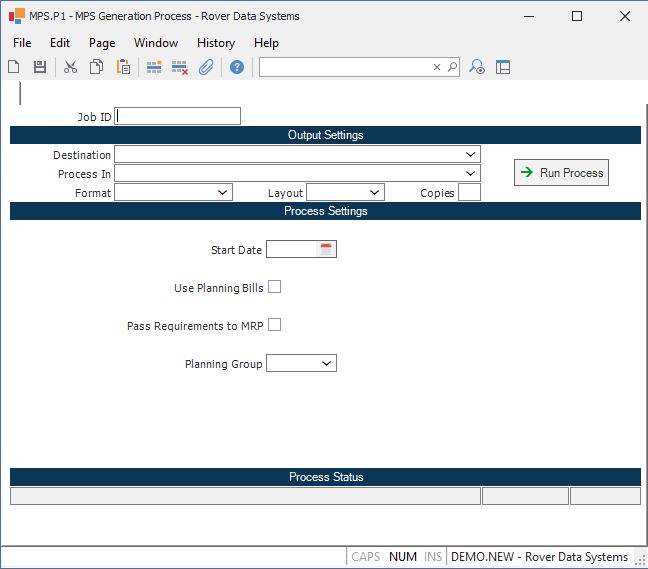 MPS.P1 - MPS Generation Process - Rover Data Systems
File Edit Page Window History Help
Job ID
Output Settings
Destination
Process In
Run Process
Format Layout Copies
Process Settings
Start Date
Use Planning Bills
Pass Requirements to MRP
Planning Group
Process Status
CAPS NUM INS DEMO.NEW - Rover Data Systems